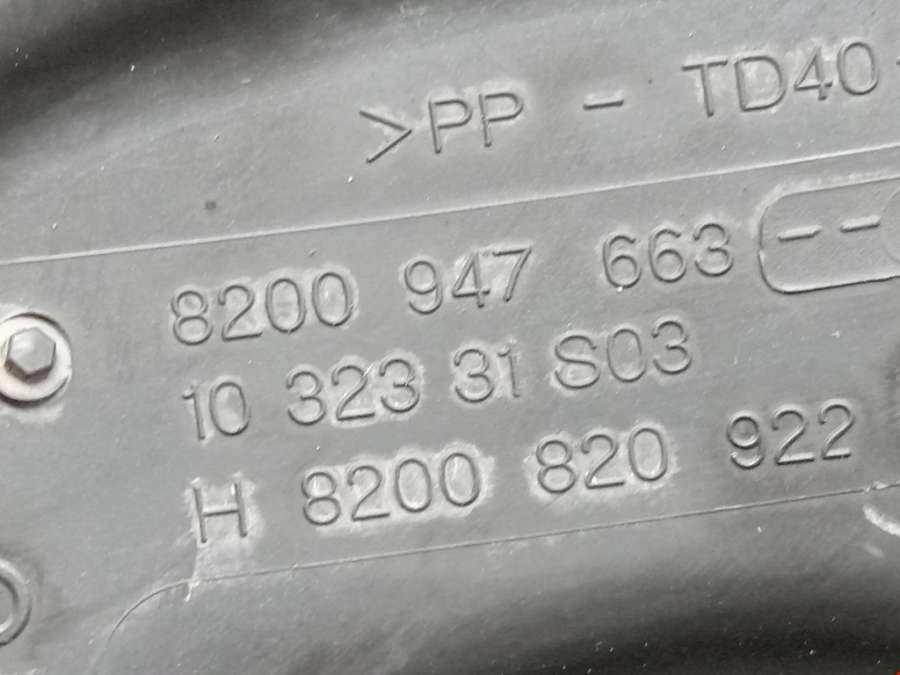 >PP - TD40
8200 947 663 --
10 323 31 S03
H 8200 820 922